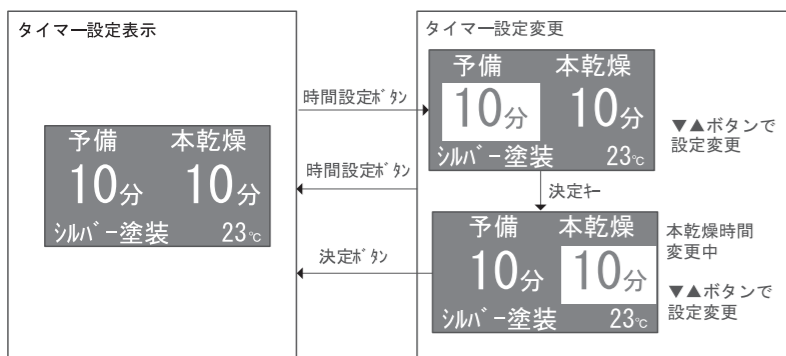 タイマー設定表示
予備 本乾燥
10分 10分
シルバー塗装 23℃
時間設定ボタン
時間設定ボタン
決定ボタン
タイマー設定変更
予備 本乾燥
10分 10分
シルバー塗装 23℃
▼▲ボタンで
設定変更
決定キー
予備 本乾燥
10分 10分
シルバー塗装 23℃
本乾燥時間
変更中
▼▲ボタンで
設定変更